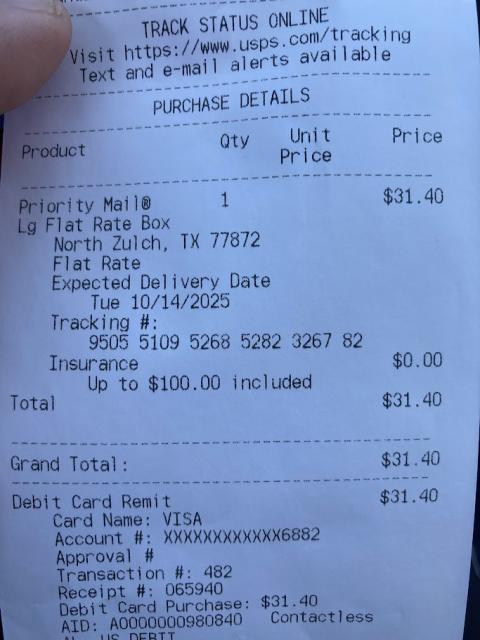 TRACK STATUS ONLINE
Visit https://www.usps.com/tracking
Text and e-mail alerts available
PURCHASE DETAILS
Product Qty Unit Price Price
Priority Mail® 1 $31.40
Lg Flat Rate Box
North Zulch, TX 77872
Flat Rate
Expected Delivery Date
Tue 10/14/2025
Tracking #:
9505 5109 5268 5282 3267 82
Insurance $0.00
Up to $100.00 included
Total $31.40
Grand Total: $31.40
Debit Card Remit $31.40
Card Name: VISA
Account #: XXXXXXXXXXXX6882
Approval #
Transaction #: 482
Receipt #: 065940
Debit Card Purchase: $31.40
AID: A0000000980840 Contactless
US DEBIT